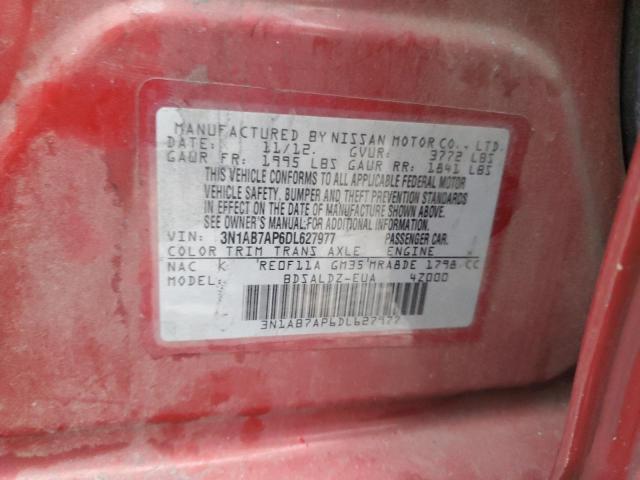 MANUFACTURED BY NISSAN MOTOR CO., LTD.
DATE: 11/12. GVWR: 3772 LBS
GAWR FR: 1995 LBS GAWR RR: 1841 LBS
THIS VEHICLE CONFORMS TO ALL APPLICABLE FEDERAL MOTOR
VEHICLE SAFETY, BUMPER AND THEFT PREVENTION STANDARDS
IN EFFECT ON THE DATE OF MANUFACTURE SHOWN ABOVE.
SEE OWNER'S MANUAL FOR FURTHER INFORMATION.
VIN: 3N1AB7AP6DL627977 PASSENGER CAR.
COLOR TRIM TRANS AXLE ENGINE
NAC K RE0F11A GM35 MRA8DE 1798 CC
MODEL: BDSALDZ-EUA 4Z000
3N1AB7AP6DL627977